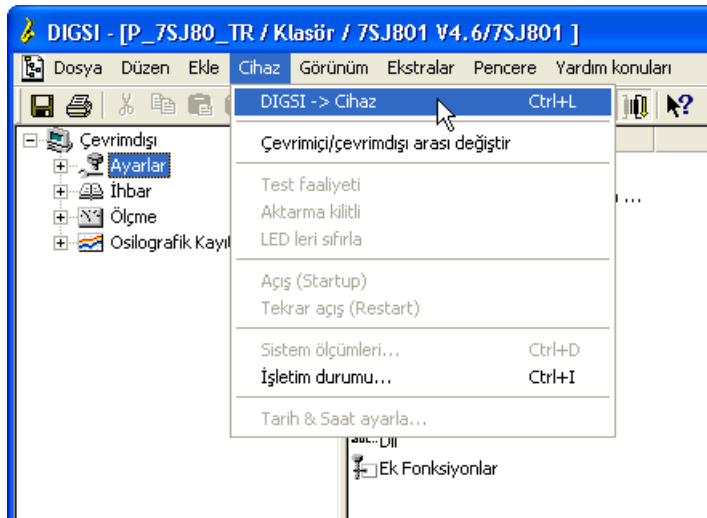 DIGSI - [P_7SJ80_TR / Klasör / 7SJ801 V4.6/7SJ801 ]
Dosya Düzen Ekle Cihaz Görünüm Ekstralar Pencere Yardım konuları
DIGSI -> Cihaz Ctrl+L
Çevrimdışı
Çevrimiçi/çevrimdışı arası değiştir
Ayarlar
Test faaliyeti
İhbar
...
Aktarma kilitli
Ölçme
LED leri sıfırla
Osilografik
Açış (Startup)
Tekrar açış (Restart)
Sistem ölçümleri... Ctrl+D
İşletim durumu... Ctrl+I
Tarih & Saat ayarla...
Dil
Ek Fonksiyonlar